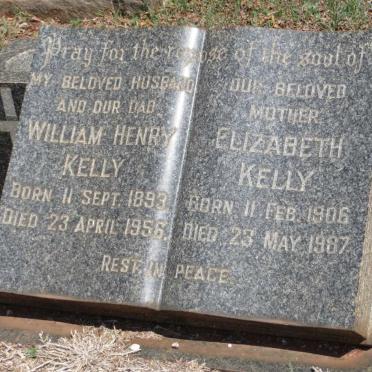 Pray for the repose of the soul of
MY BELOVED HUSBAND
AND OUR DAD
WILLIAM HENRY
KELLY
BORN 11 SEPT. 1893
DIED 23 APRIL 1956.
OUR BELOVED
MOTHER
ELIZABETH
KELLY
BORN 11 FEB. 1906
DIED 23 MAY 1987
REST IN PEACE.